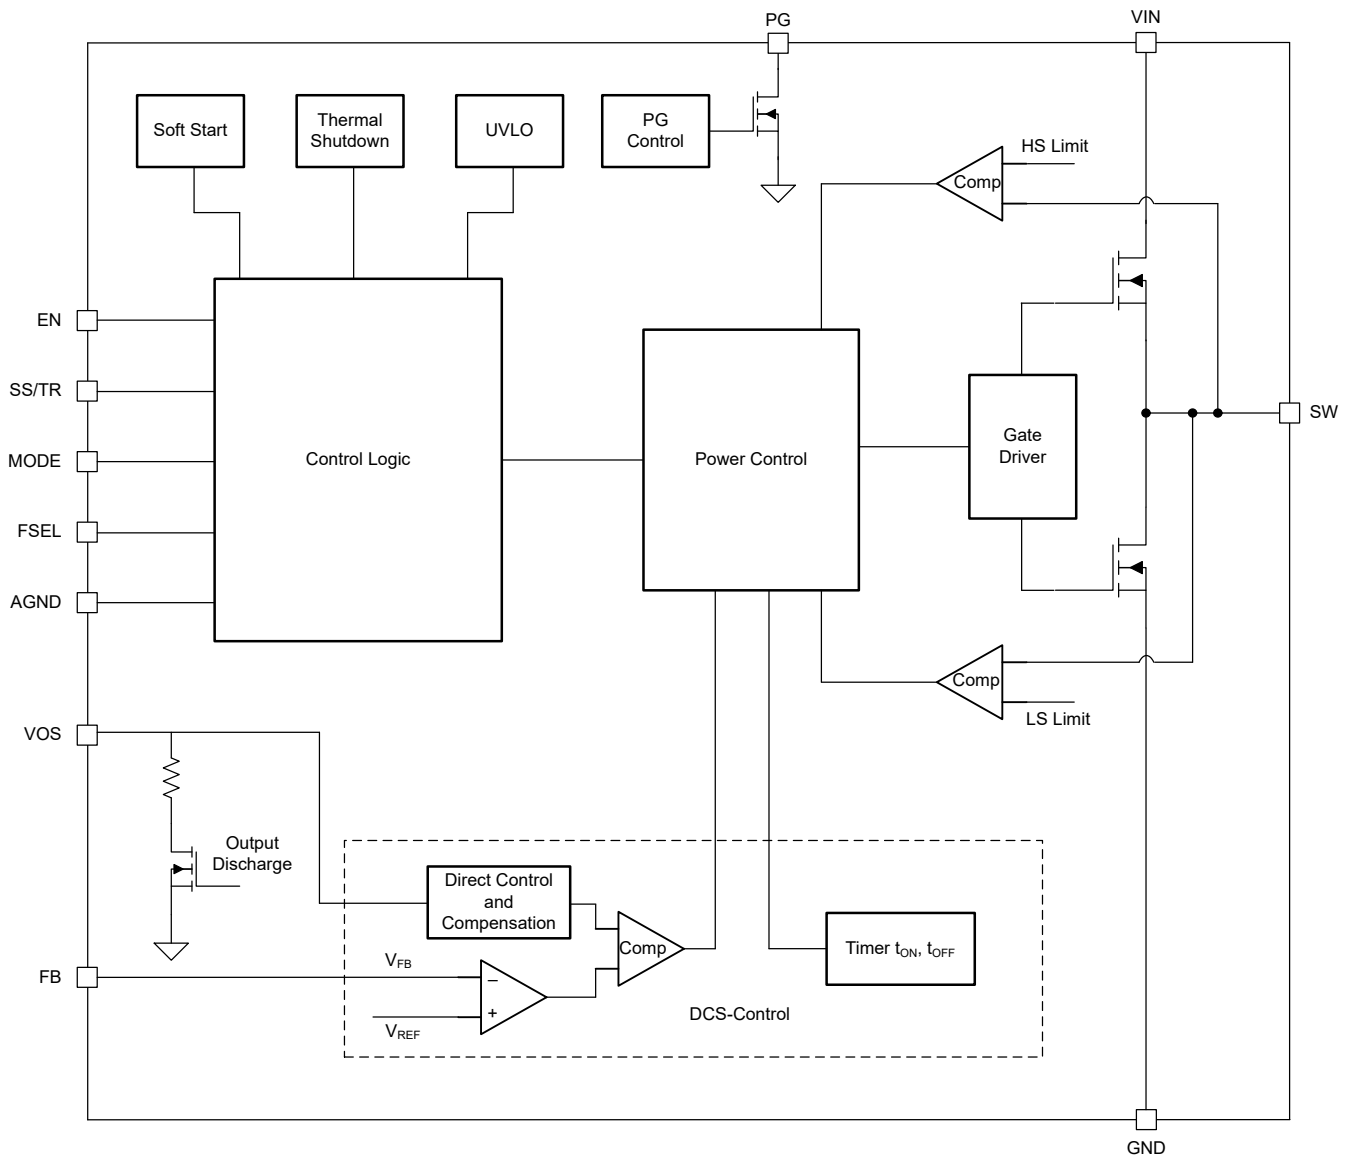 PG
VIN
Soft Start
Thermal
Shutdown
UVLO
PG
Control
HS Limit
Comp
EN
SS/TR
MODE
FSEL
AGND
Control Logic
Power Control
Gate
Driver
SW
Comp
LS Limit
VOS
Output
Discharge
Direct Control
and
Compensation
Comp
Timer tON, tOFF
VFB
FB
−
+
VREF
DCS-Control
GND